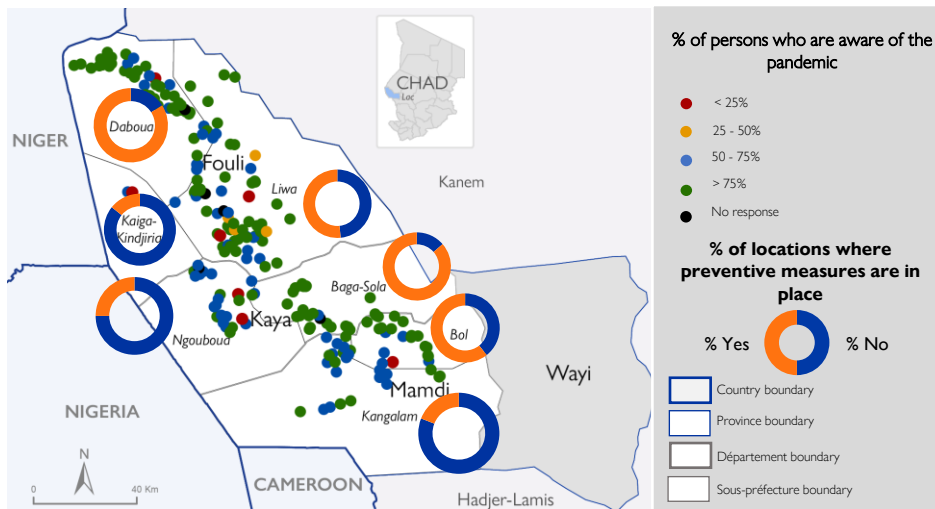 CHAD
Lac
NIGER
Daboua
Fouli
Liwa
Kanem
Kaiga-
Kindjiria
Baga-Sola
Ngouboua
Kaya
Bol
Wayi
Mamdi
Kangalam
NIGERIA
N
0 40 Km
CAMEROON
Hadjer-Lamis
% of persons who are aware of the
pandemic
< 25%
25 - 50%
50 - 75%
> 75%
No response
% of locations where
preventive measures are in
place
% Yes % No
Country boundary
Province boundary
Département boundary
Sous-préfecture boundary